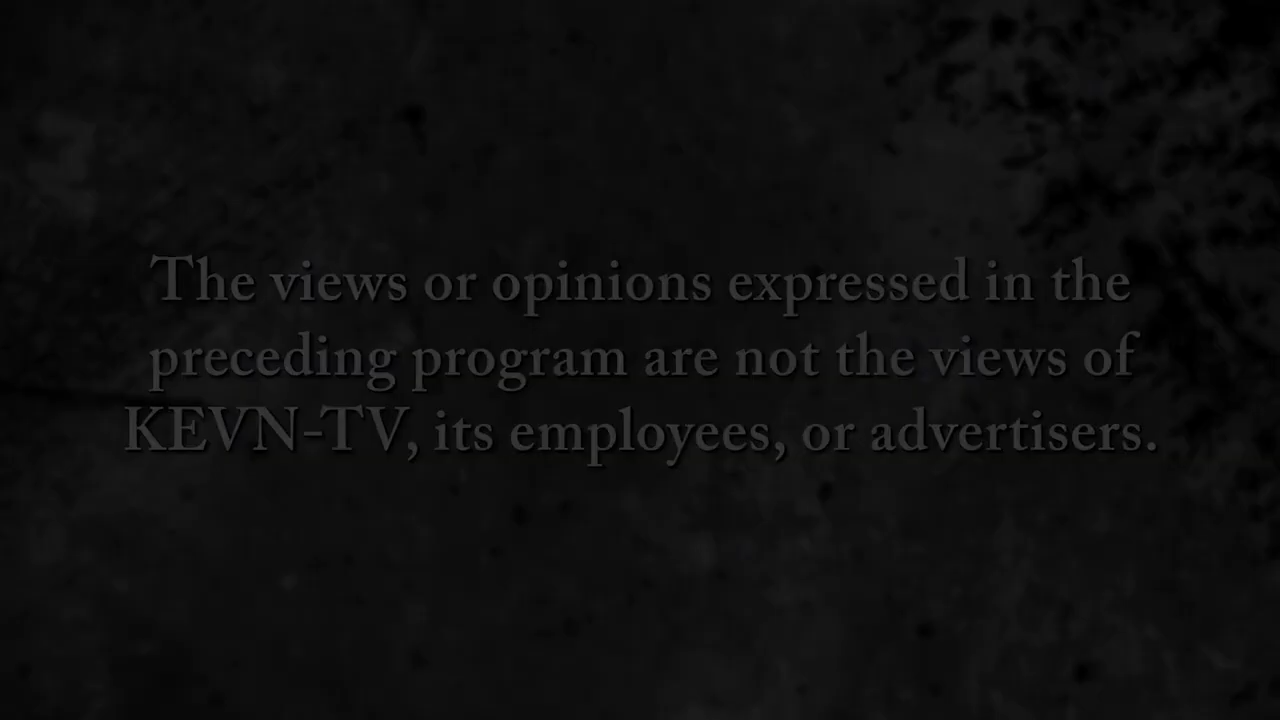 The views or opinions expressed in the
preceding program are not the views of
KEVN-TV, its employees, or advertisers.